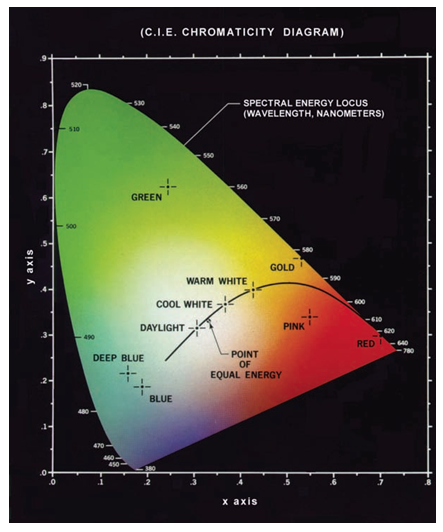 (C.I.E. CHROMATICITY DIAGRAM)
.9
520
530
SPECTRAL ENERGY LOCUS
(WAVELENGTH, NANOMETERS)
.8
540
510
550
.7
560
GREEN
.6
570
500
580
.5
GOLD
590
WARM WHITE
y axis
.4
COOL WHITE
600
610
DAYLIGHT
PINK
620
.3
490
RED
640
780
POINT
OF
EQUAL ENERGY
DEEP BLUE
.2
BLUE
480
.1
470
460
450
380
.0
.0 .1 .2 .3 .4 .5 .6 .7 .8
x axis